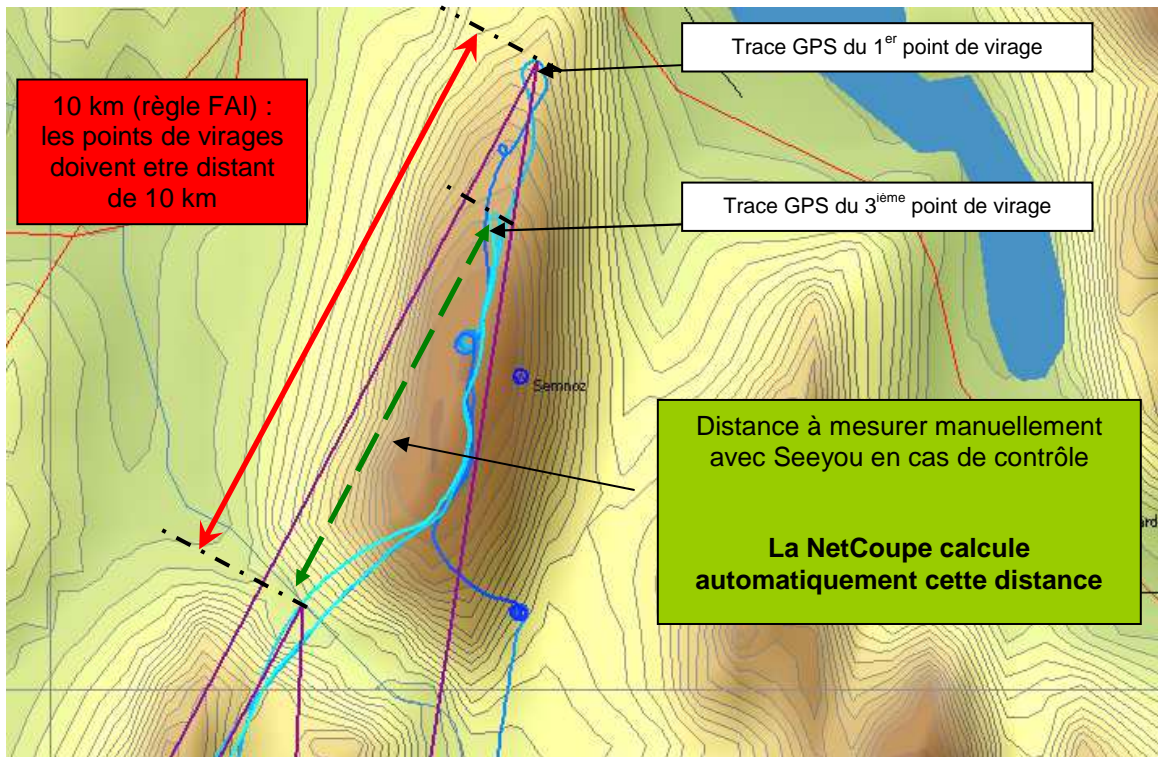 Trace GPS du 1er point de virage
10 km (règle FAI) :
les points de virages
doivent etre distant
de 10 km
Trace GPS du 3ième point de virage
Semnoz
Distance à mesurer manuellement
avec Seeyou en cas de contrôle
La NetCoupe calcule
automatiquement cette distance